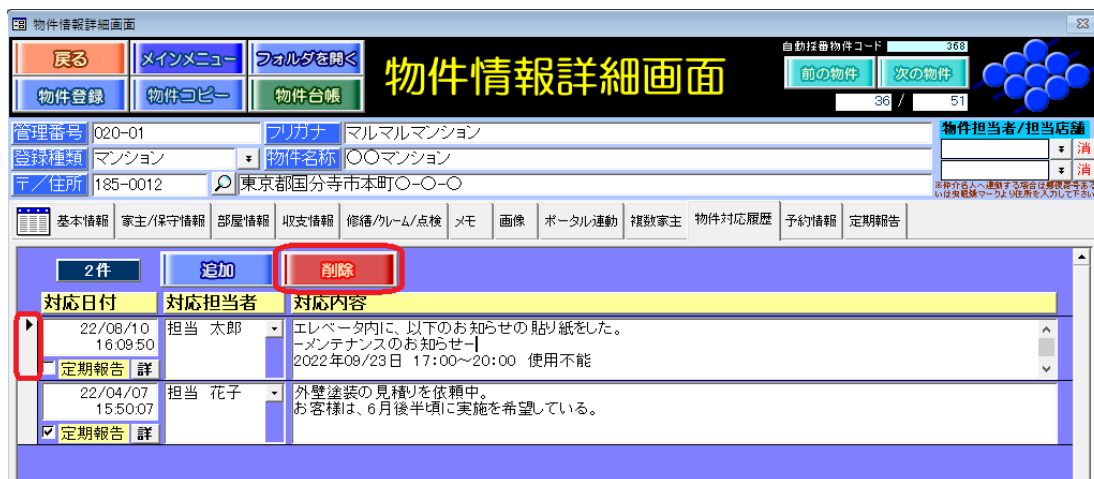 物件情報詳細画面
戻る メインメニュー フォルダを開く
物件登録 物件コピー 物件台帳
物件情報詳細画面
自動採番物件コード 368
前の物件 次の物件
36 / 51
管理番号 020-01 フリガナ マルマルマンション
登録種類 マンション 物件名称 〇〇マンション
〒/住所 185-0012 東京都国分寺市本町〇-〇-〇
物件担当者/担当店舗
消
消
基本情報 家主/保守情報 部屋情報 収支情報 修繕/クレーム/点検 メモ 画像 ポータル連動 複数家主 物件対応履歴 予約情報 定期報告
2件 追加 削除
対応日付 対応担当者 対応内容
22/08/10 担当 太郎 エレベータ内に、以下のお知らせの貼り紙をした。
16:09:50 -メンテナンスのお知らせ-
定期報告 詳 2022年09/23日 17:00~20:00 使用不能
22/04/07 担当 花子 外壁塗装の見積りを依頼中。
15:50:07 お客様は、6月後半頃に実施を希望している。
定期報告 詳